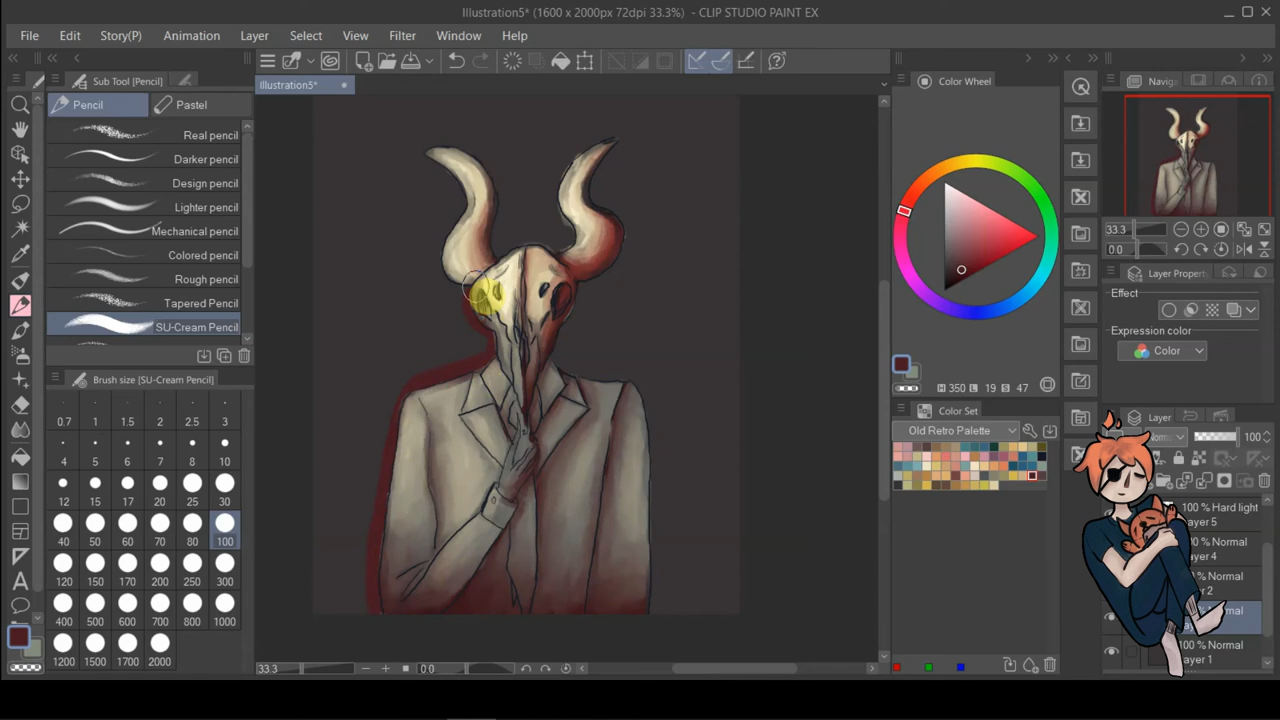 Illustration5* (1600 x 2000px 72dpi 33.3%) - CLIP STUDIO PAINT EX
File Edit Story(P) Animation Layer Select View Filter Window Help
Sub Tool [Pencil]
Illustration5*
Color Wheel
Naviga
Pencil Pastel
Real pencil
Darker pencil
Design pencil
Lighter pencil
Mechanical pencil
Colored pencil
Rough pencil
Tapered Pencil
SU-Cream Pencil
33.3
0.0
Layer Property
Effect
Expression color
Color
Brush size [SU-Cream Pencil]
0.7 1 1.5 2 2.5 3
4 5 6 7 8 10
12 15 17 20 25 30
40 50 60 70 80 100
120 150 170 200 250 300
400 500 600 700 800 1000
1200 1500 1700 2000
H 350 L 19 S 47
Color Set
Old Retro Palette
Layer
100
100 % Hard light
Layer 5
% Normal
ayer 4
% Normal
r 2
rmal
100 % Normal
ayer 1
33.3 0.0